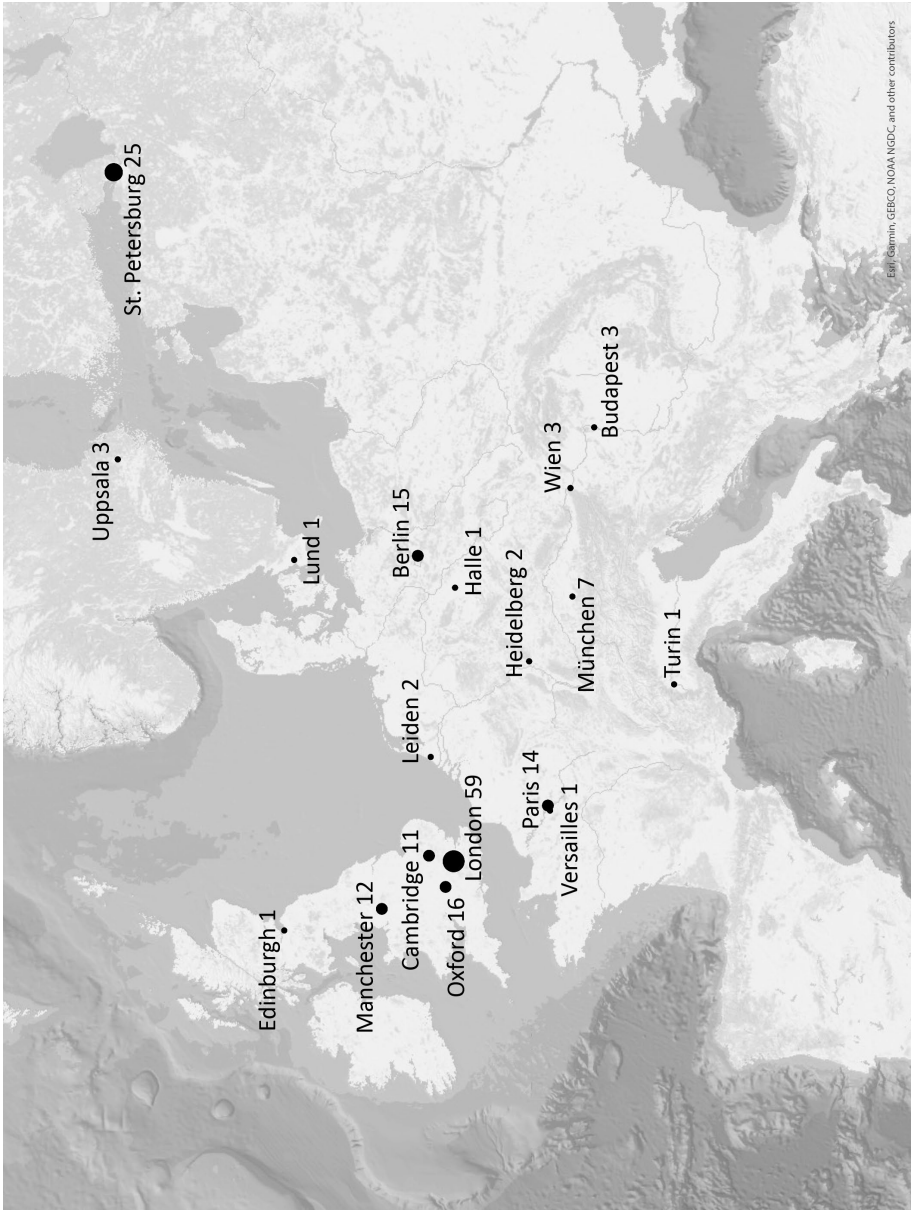 St. Petersburg 25
Uppsala 3
Lund 1
Edinburgh 1
Manchester 12
Cambridge 11
Oxford 16
London 59
Leiden 2
Berlin 15
Halle 1
Heidelberg 2
Paris 14
Versailles 1
München 7
Wien 3
Budapest 3
Turin 1
Esri, Garmin, GEBCO, NOAA NGDC, and other contributors